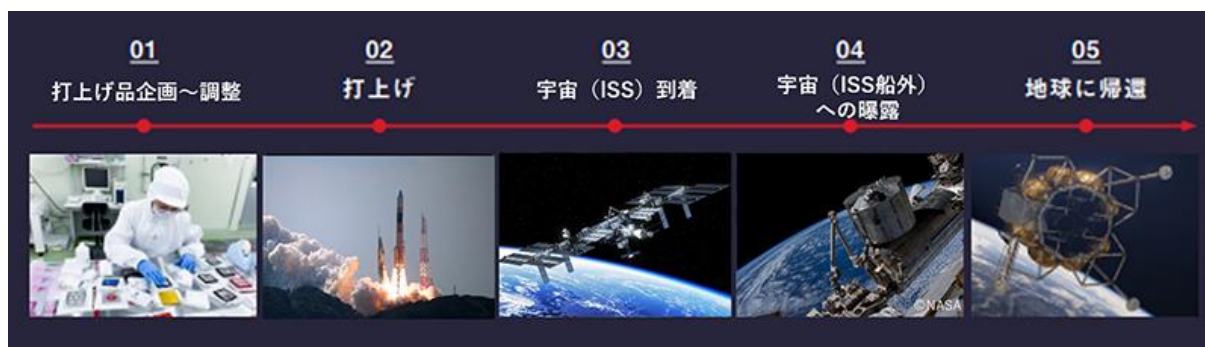 01
打上げ品企画～調整
02
打上げ
03
宇宙（ISS）到着
04
宇宙（ISS船外）
への曝露
05
地球に帰還
©NASA